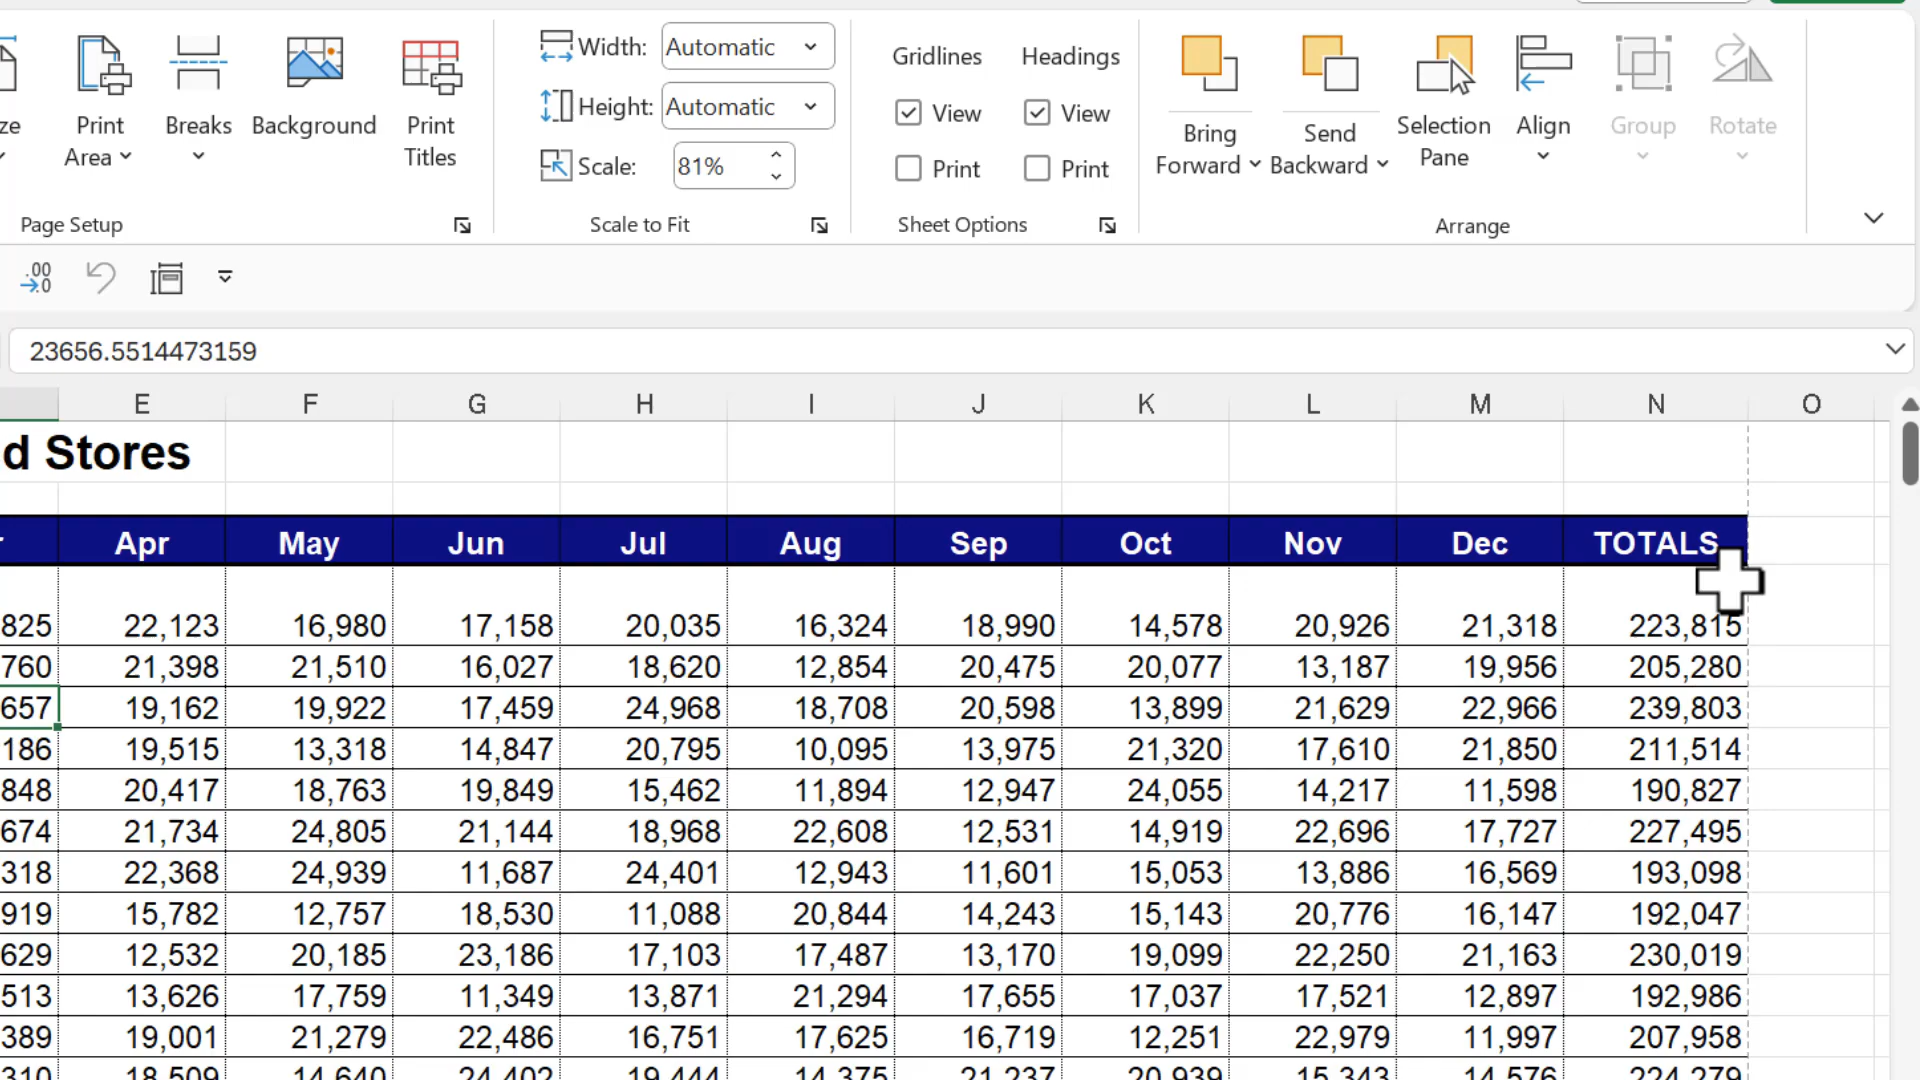 Width: Automatic
Gridlines Headings
ze Print Area Breaks Background Print Titles
Height: Automatic
View View
Bring Forward Send Backward Selection Pane Align Group Rotate
Scale: 81%
Print Print
Page Setup Scale to Fit Sheet Options Arrange
.00 →.0
23656.5514473159
E F G H I J K L M N O
d Stores
r Apr May Jun Jul Aug Sep Oct Nov Dec TOTALS
825 22,123 16,980 17,158 20,035 16,324 18,990 14,578 20,926 21,318 223,815
760 21,398 21,510 16,027 18,620 12,854 20,475 20,077 13,187 19,956 205,280
657 19,162 19,922 17,459 24,968 18,708 20,598 13,899 21,629 22,966 239,803
186 19,515 13,318 14,847 20,795 10,095 13,975 21,320 17,610 21,850 211,514
848 20,417 18,763 19,849 15,462 11,894 12,947 24,055 14,217 11,598 190,827
674 21,734 24,805 21,144 18,968 22,608 12,531 14,919 22,696 17,727 227,495
318 22,368 24,939 11,687 24,401 12,943 11,601 15,053 13,886 16,569 193,098
919 15,782 12,757 18,530 11,088 20,844 14,243 15,143 20,776 16,147 192,047
629 12,532 20,185 23,186 17,103 17,487 13,170 19,099 22,250 21,163 230,019
513 13,626 17,759 11,349 13,871 21,294 17,655 17,037 17,521 12,897 192,986
389 19,001 21,279 22,486 16,751 17,625 16,719 12,251 22,979 11,997 207,958
310 18,509 14,640 24,402 19,444 14,375 21,237 20,939 15,343 14,576 224,279